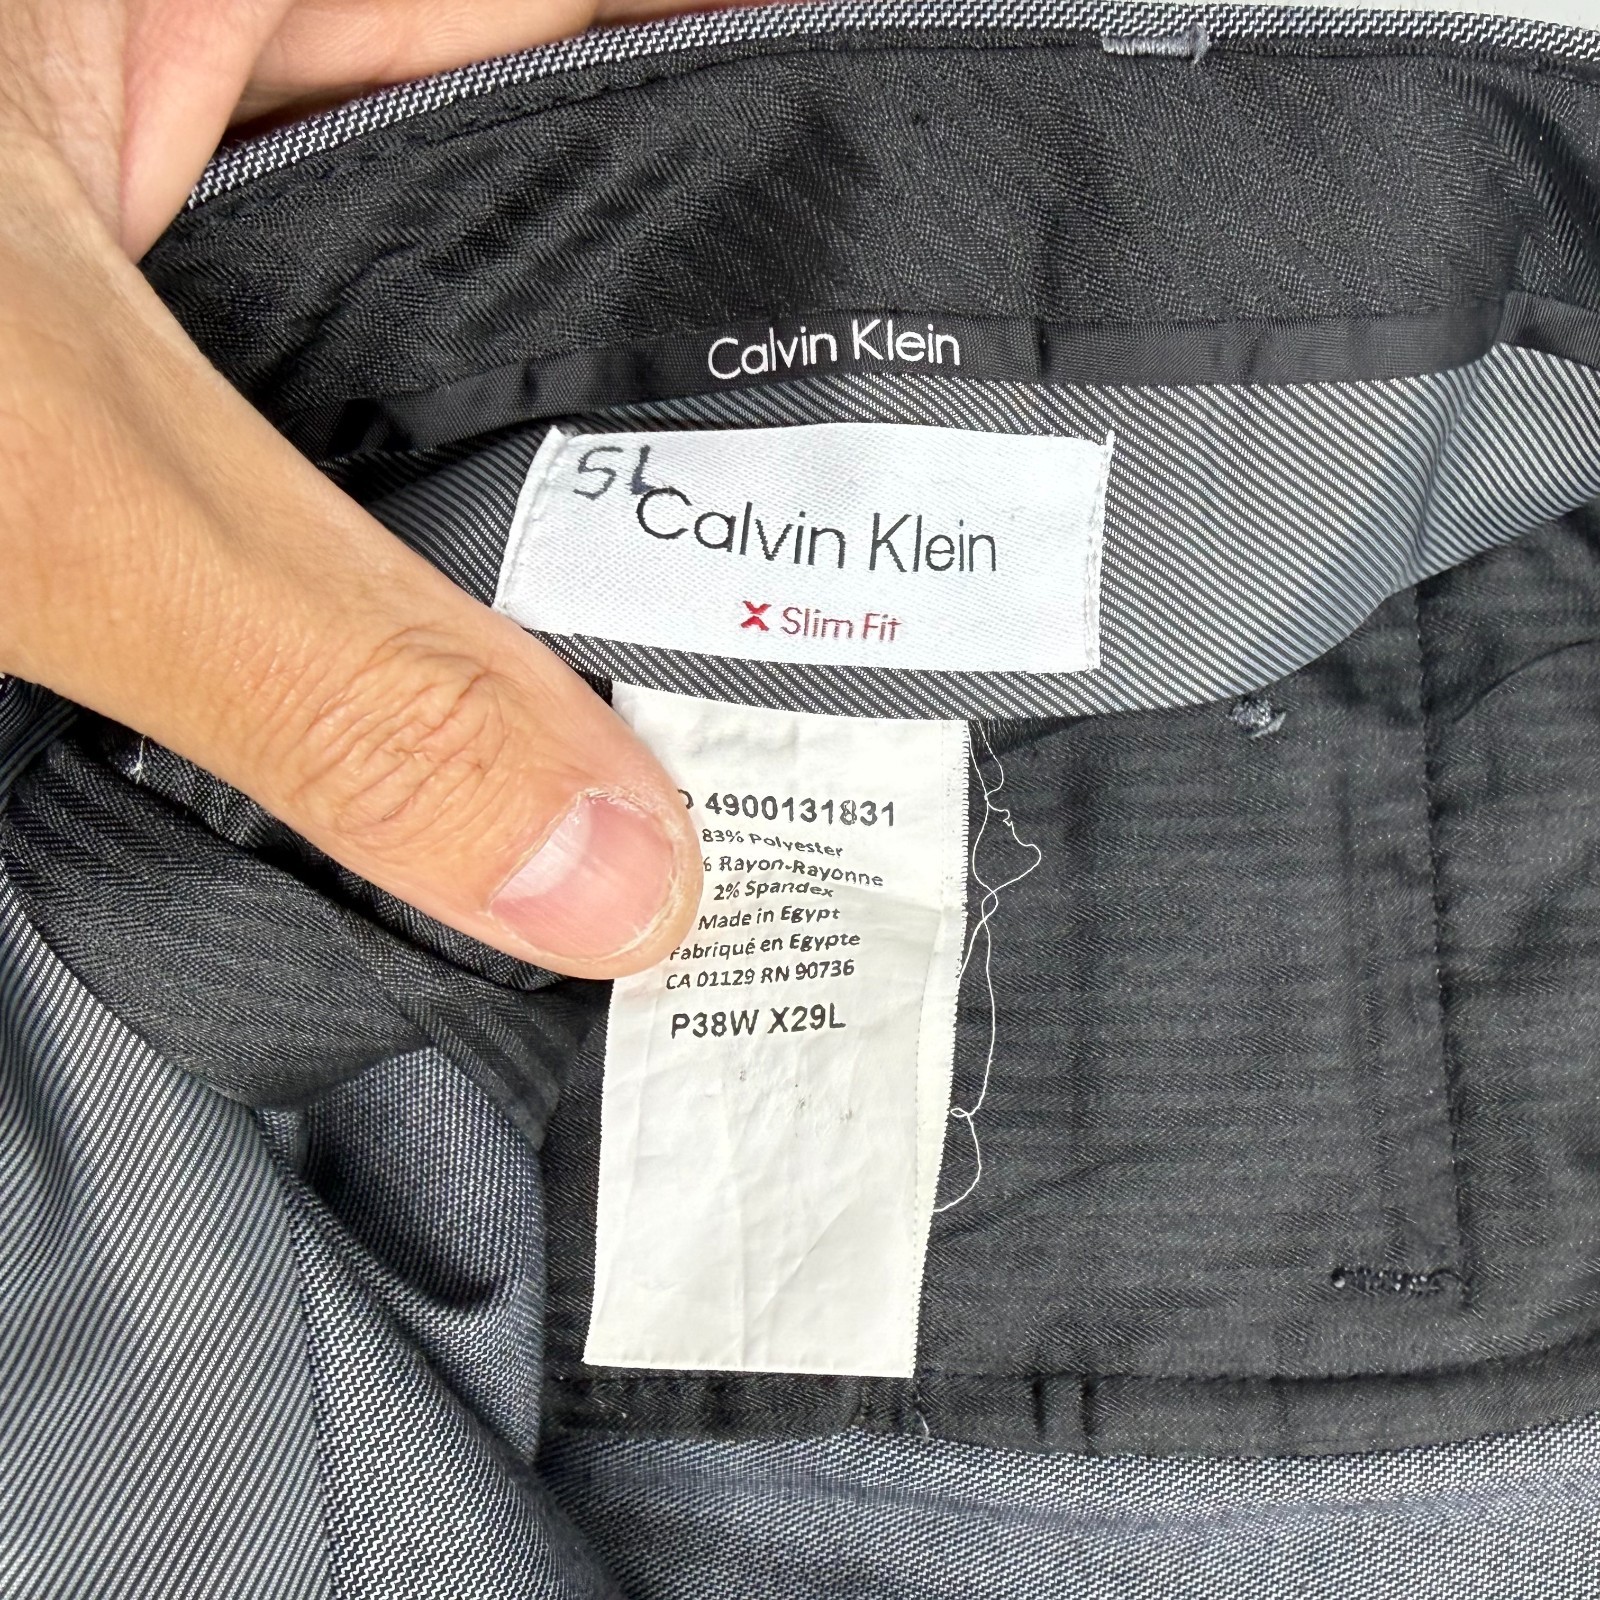 Calvin Klein
SL
Calvin Klein
X Slim Fit
4900131831
83% Polyester
% Rayon-Rayonne
2% Spandex
Made in Egypt
Fabriqué en Egypte
CA 01129 RN 90736
P38W X29L